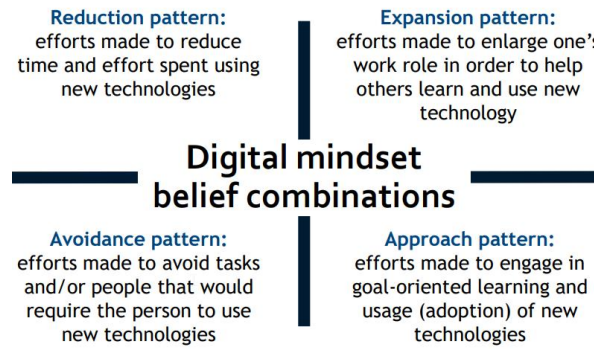 Reduction pattern:
efforts made to reduce
time and effort spent using
new technologies
Expansion pattern:
efforts made to enlarge one's
work role in order to help
others learn and use new
technology
Digital mindset
belief combinations
Avoidance pattern:
efforts made to avoid tasks
and/or people that would
require the person to use
new technologies
Approach pattern:
efforts made to engage in
goal-oriented learning and
usage (adoption) of new
technologies